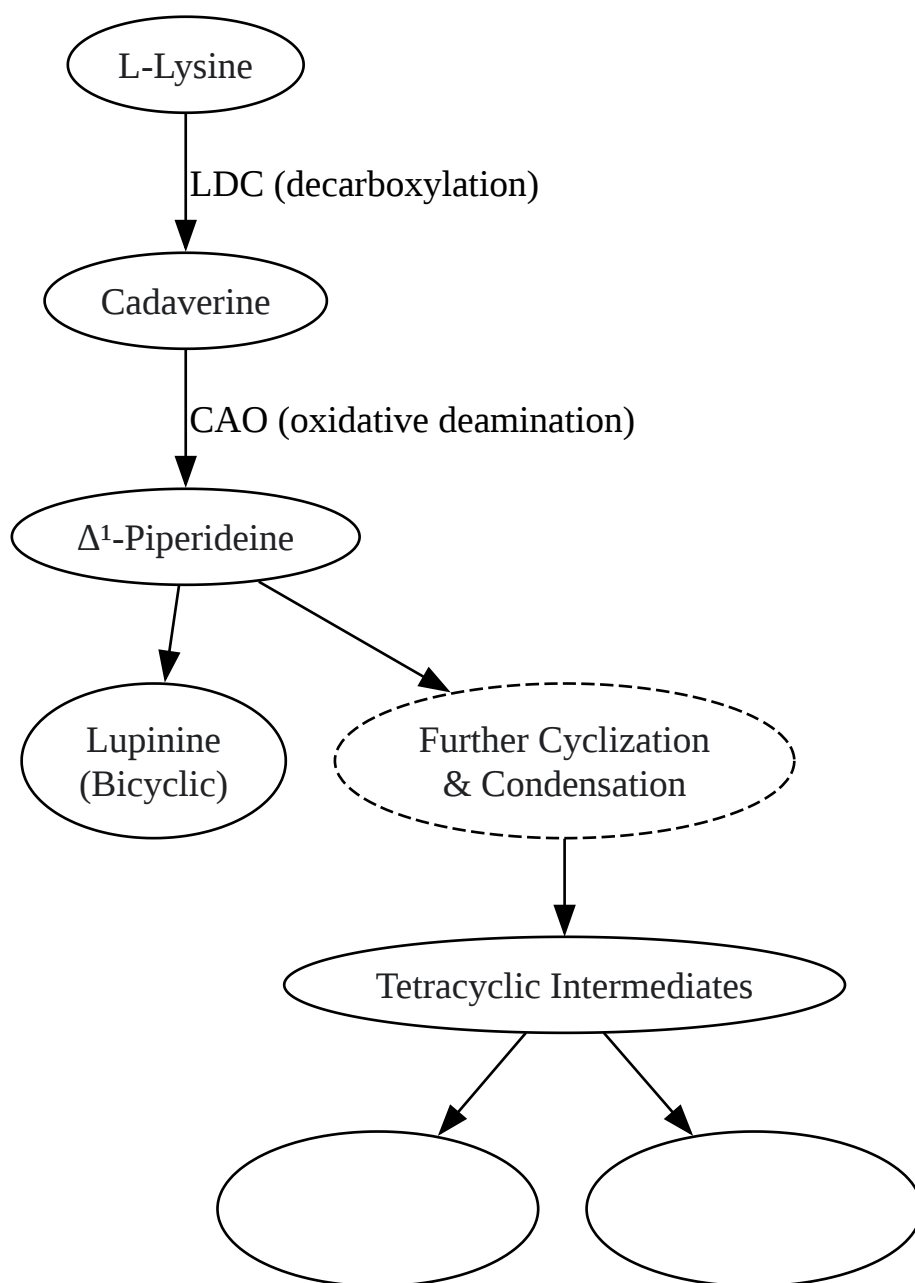 L-Lysine
LDC (decarboxylation)
Cadaverine
CAO (oxidative deamination)
Δ¹-Piperideine
Lupinine
(Bicyclic)
Further Cyclization
& Condensation
Tetracyclic Intermediates